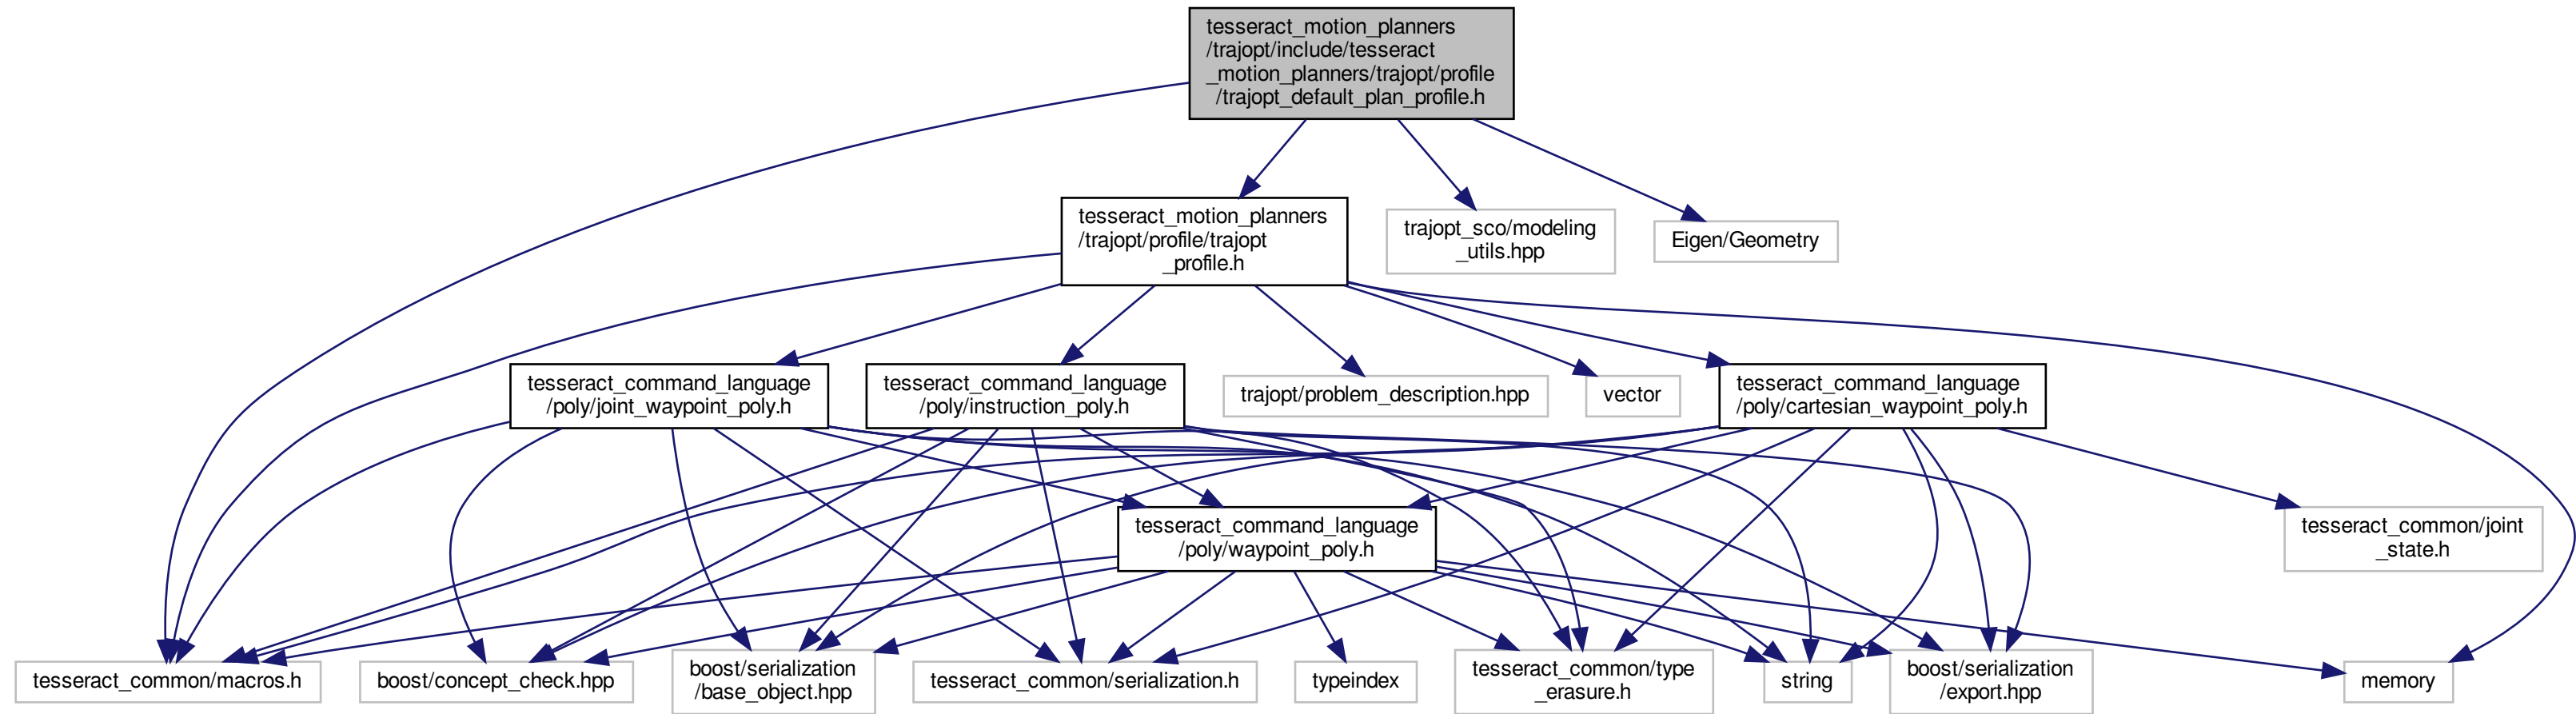 tesseract_motion_planners
/trajopt/include/tesseract
_motion_planners/trajopt/profile
/trajopt_default_plan_profile.h
tesseract_motion_planners
/trajopt/profile/trajopt
_profile.h
trajopt_sco/modeling
_utils.hpp
Eigen/Geometry
tesseract_command_language
/poly/joint_waypoint_poly.h
tesseract_command_language
/poly/instruction_poly.h
trajopt/problem_description.hpp
vector
tesseract_command_language
/poly/cartesian_waypoint_poly.h
tesseract_command_language
/poly/waypoint_poly.h
tesseract_common/joint
_state.h
tesseract_common/macros.h
boost/concept_check.hpp
boost/serialization
/base_object.hpp
tesseract_common/serialization.h
typeindex
tesseract_common/type
_erasure.h
string
boost/serialization
/export.hpp
memory